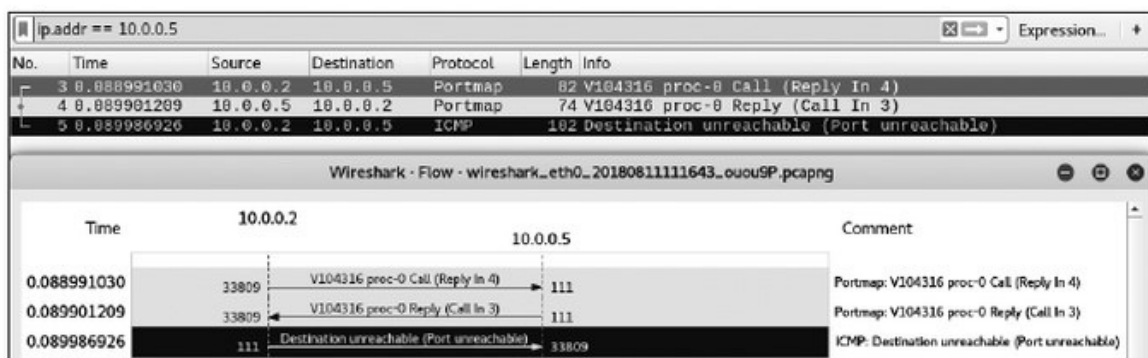 ip.addr == 10.0.0.5 Expression... +
No. Time Source Destination Protocol Length Info
3 0.088991030 10.0.0.2 10.0.0.5 Portmap 82 V104316 proc-0 Call (Reply In 4)
4 0.089901209 10.0.0.5 10.0.0.2 Portmap 74 V104316 proc-0 Reply (Call In 3)
5 0.089986926 10.0.0.2 10.0.0.5 ICMP 102 Destination unreachable (Port unreachable)
Wireshark · Flow · wireshark_eth0_20180811111643_ouou9P.pcapng
Time 10.0.0.2 10.0.0.5 Comment
0.088991030 33809 V104316 proc-0 Call (Reply In 4) 111 Portmap: V104316 proc-0 Call (Reply In 4)
0.089901209 33809 V104316 proc-0 Reply (Call In 3) 111 Portmap: V104316 proc-0 Reply (Call In 3)
0.089986926 111 Destination unreachable (Port unreachable) 33809 ICMP: Destination unreachable (Port unreachable)